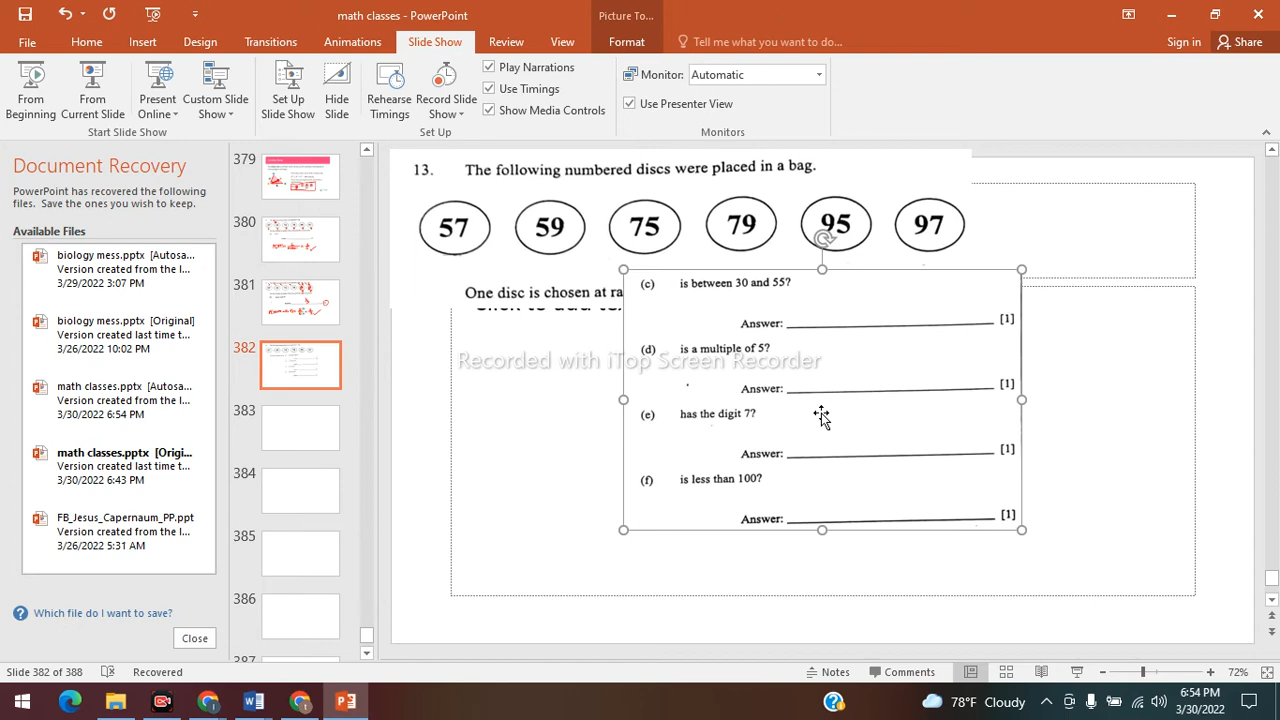 math classes - PowerPoint
Picture To...
File
Home
Insert
Design
Transitions
Animations
Slide Show
Review
View
Format
Tell me what you want to do...
Sign in
Share
From Beginning
From Current Slide
Present Online
Custom Slide Show
Set Up Slide Show
Hide Slide
Rehearse Timings
Record Slide Show
Play Narrations
Use Timings
Show Media Controls
Monitor: Automatic
Use Presenter View
Start Slide Show
Set Up
Monitors
Document Recovery
PowerPoint has recovered the following
files. Save the ones you wish to keep.
Available Files
biology mess.pptx [Autosa...
Version created from the l...
3/29/2022 3:07 PM
biology mess.pptx [Original]
Version created last time t...
3/26/2022 10:02 PM
math classes.pptx [Autosa...
Version created from the l...
3/30/2022 6:54 PM
math classes.pptx [Origi...
Version created last time t...
3/30/2022 6:43 PM
FB_Jesus_Capernaum_PP.ppt
Version created from the l...
3/26/2022 5:31 AM
Which file do I want to save?
Close
379
380
381
382
383
384
385
386
387
13. The following numbered discs were placed in a bag.
57 59 75 79 95 97
One disc is chosen at ra
Click to add te
(c) is between 30 and 55?
Answer: [1]
Recorded with iTop Screen Recorder
(d) is a multiple of 5?
Answer: [1]
(e) has the digit 7?
Answer: [1]
(f) is less than 100?
Answer: [1]
Slide 382 of 388
Recovered
Notes
Comments
72%
78°F Cloudy
6:54 PM
3/30/2022